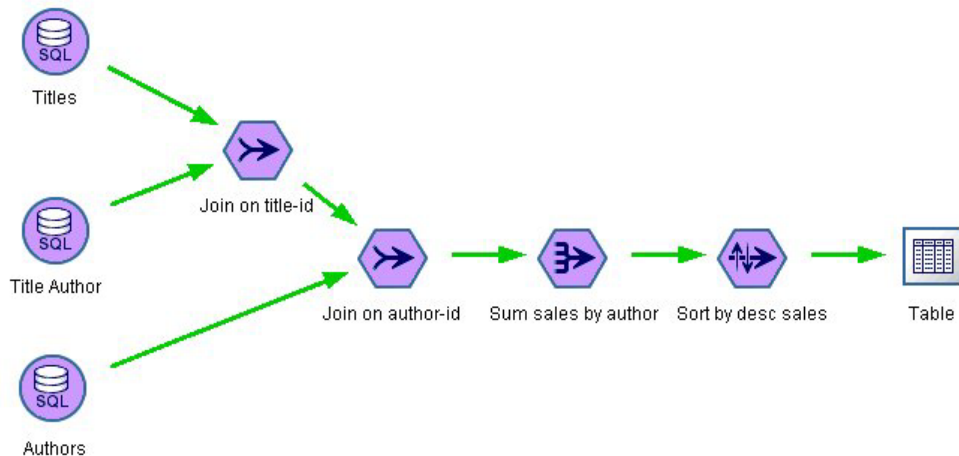 SQL
Titles
Join on title-id
SQL
Title Author
Join on author-id
Sum sales by author
Sort by desc sales
Table
SQL
Authors